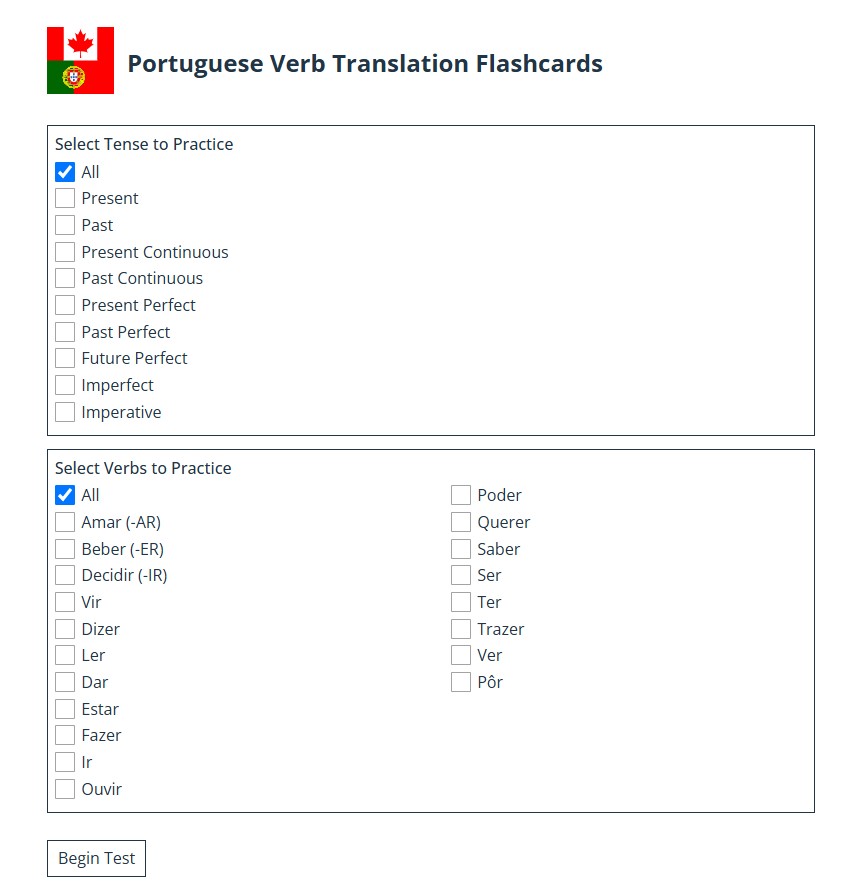 Portuguese Verb Translation Flashcards
Select Tense to Practice
All
Present
Past
Present Continuous
Past Continuous
Present Perfect
Past Perfect
Future Perfect
Imperfect
Imperative
Select Verbs to Practice
All
Amar (-AR)
Beber (-ER)
Decidir (-IR)
Vir
Dizer
Ler
Dar
Estar
Fazer
Ir
Ouvir
Poder
Querer
Saber
Ser
Ter
Trazer
Ver
Pôr
Begin Test